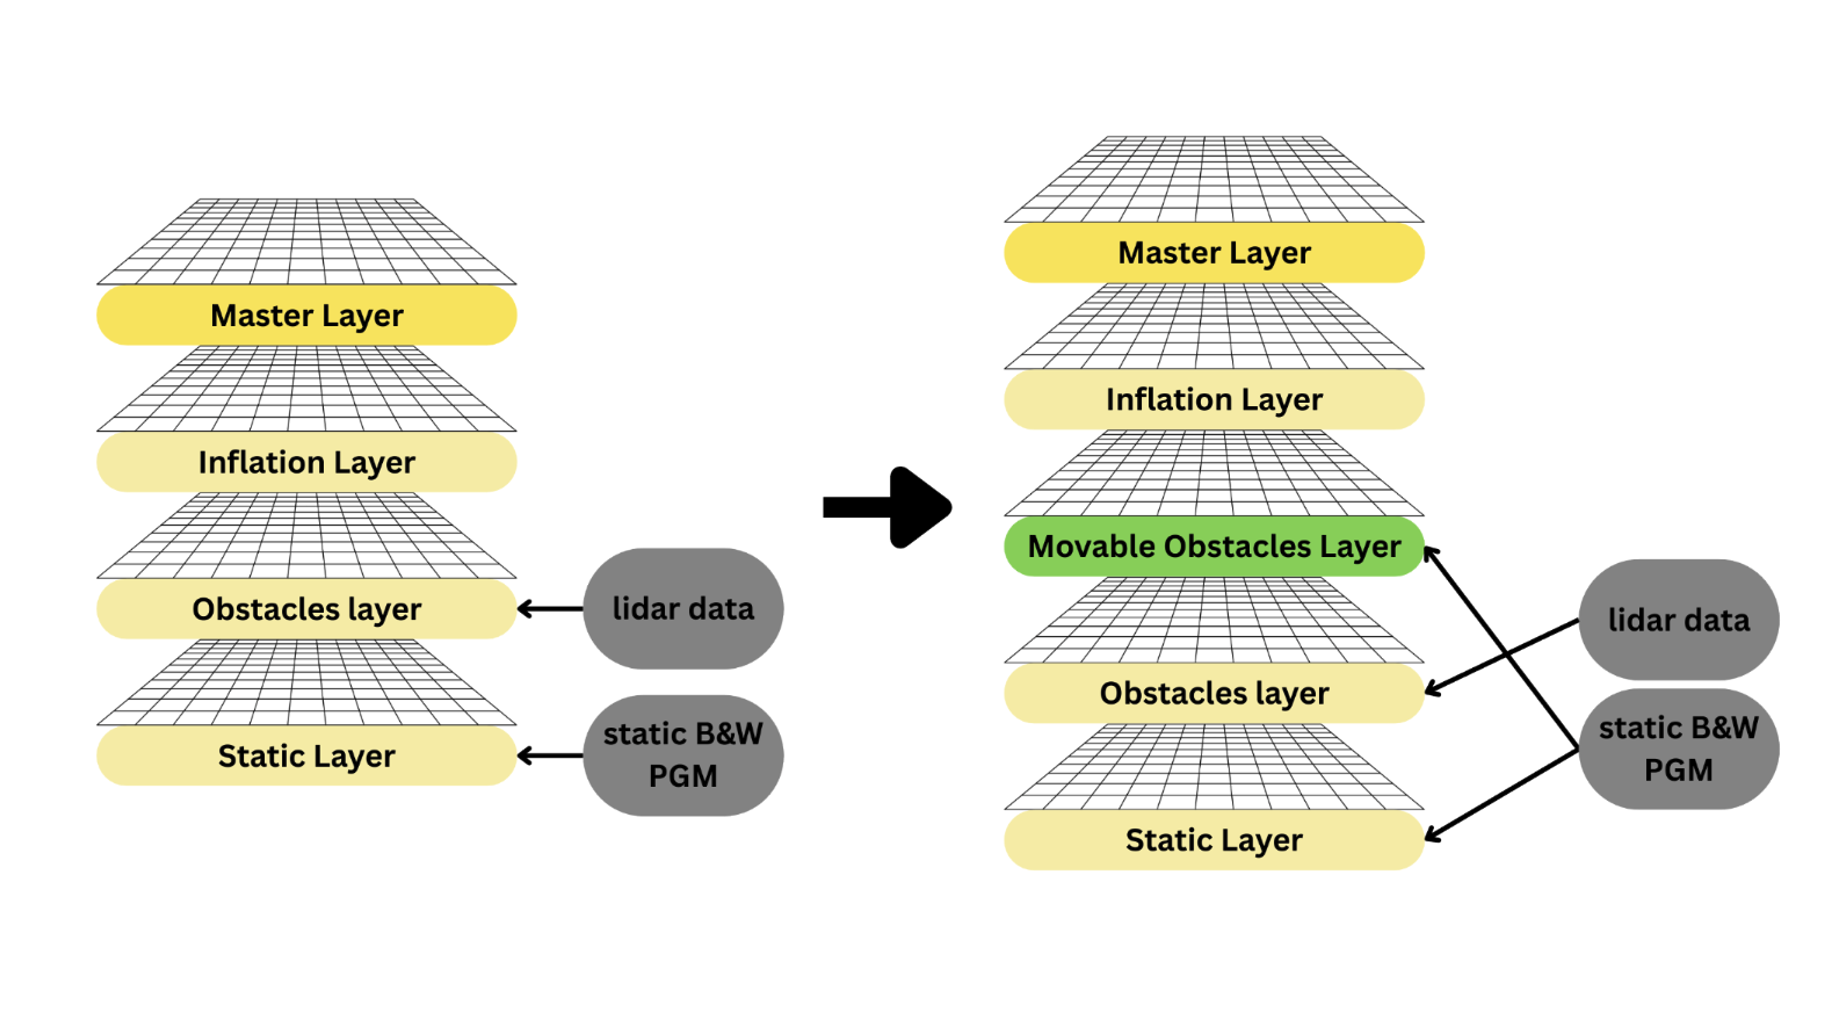 Master Layer
Inflation Layer
Obstacles layer
lidar data
static B&W
PGM
Static Layer
Master Layer
Inflation Layer
Movable Obstacles Layer
lidar data
Obstacles layer
static B&W
PGM
Static Layer